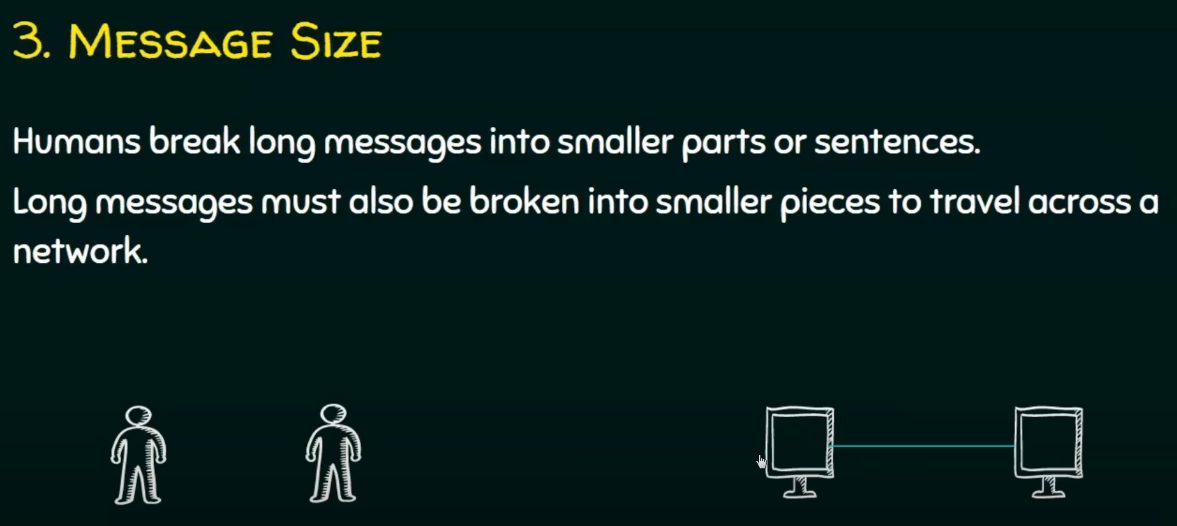 3. Message Size
Humans break long messages into smaller parts or sentences.
Long messages must also be broken into smaller pieces to travel across a
network.